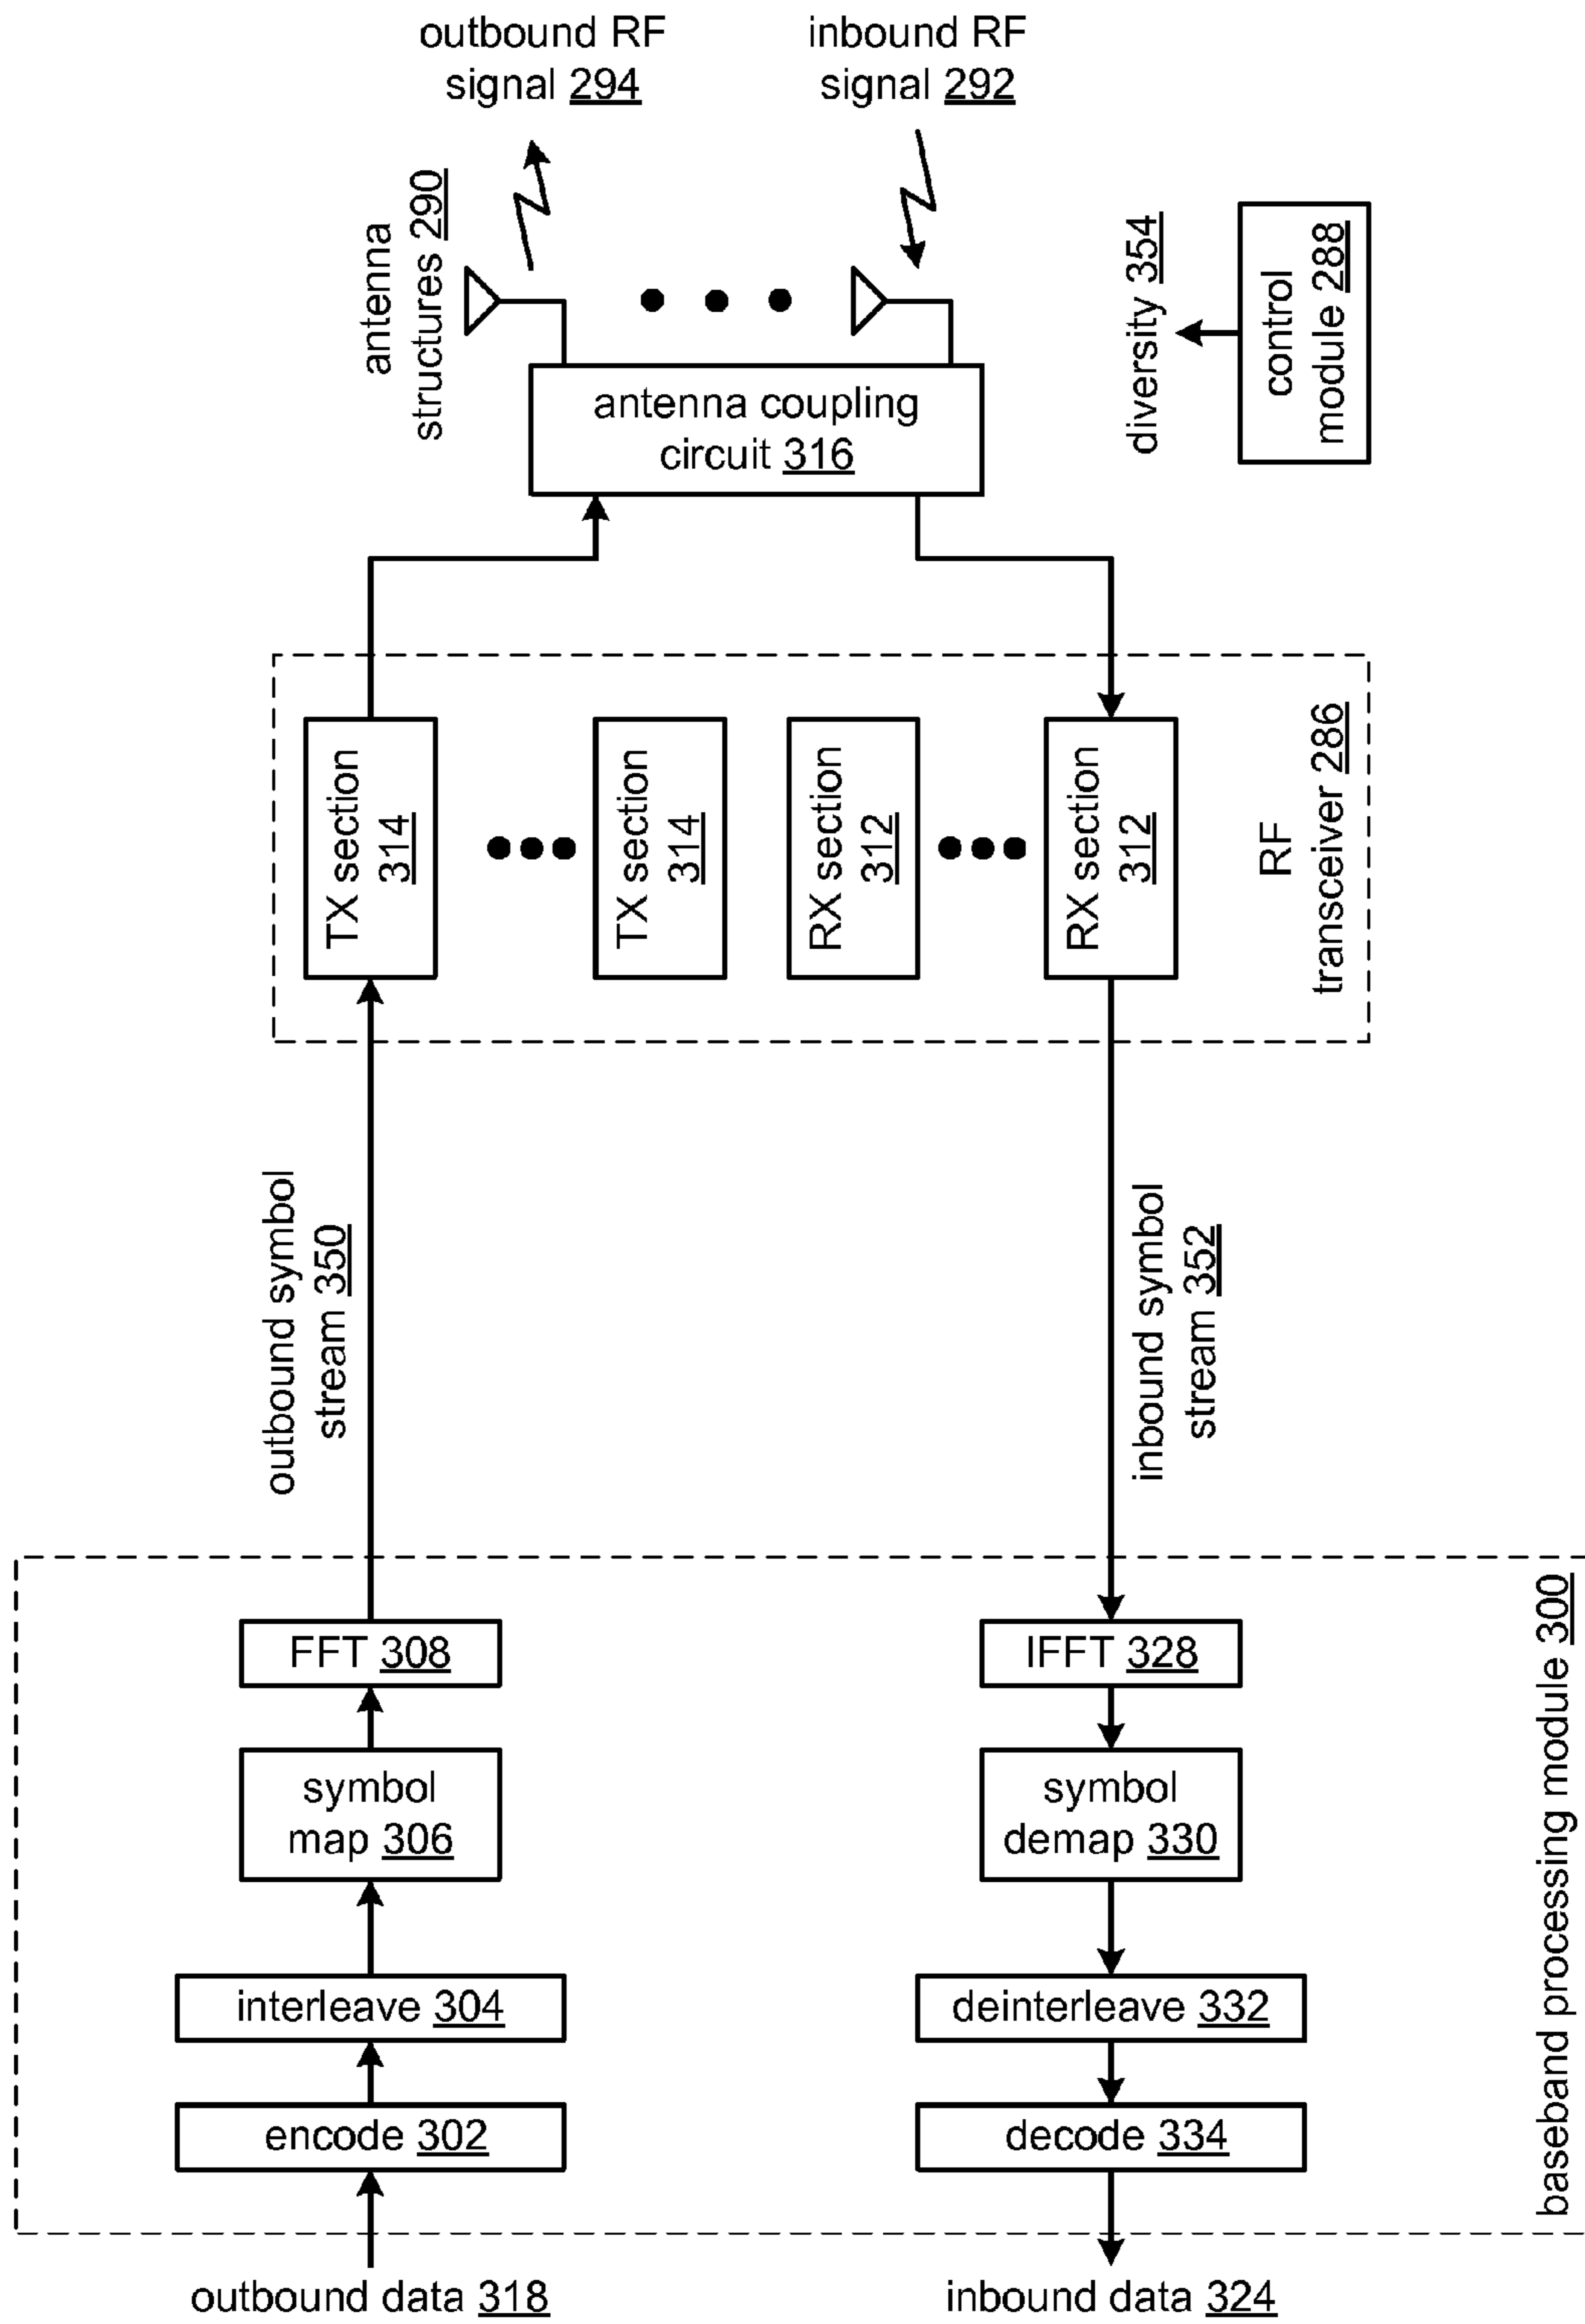 outbound RF
signal 294
inbound RF
signal 292
antenna
structures 290
diversity 354
control
module 288
antenna coupling
circuit 316
TX section
314
TX section
314
RX section
312
RX section
312
RF
transceiver 286
outbound symbol
stream 350
inbound symbol
stream 352
FFT 308
IFFT 328
symbol
map 306
symbol
demap 330
interleave 304
deinterleave 332
encode 302
decode 334
baseband processing module 300
outbound data 318
inbound data 324